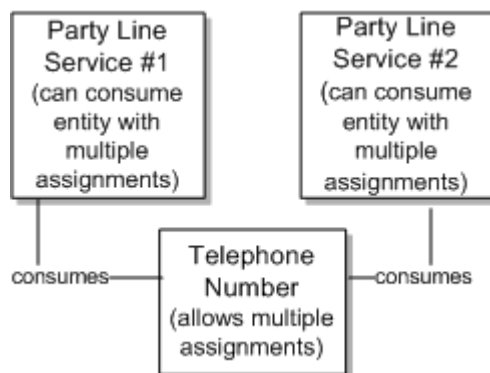 Party Line
Service #1
(can consume
entity with
multiple
assignments)
Party Line
Service #2
(can consume
entity with
multiple
assignments)
consumes
Telephone
Number
(allows multiple
assignments)
consumes